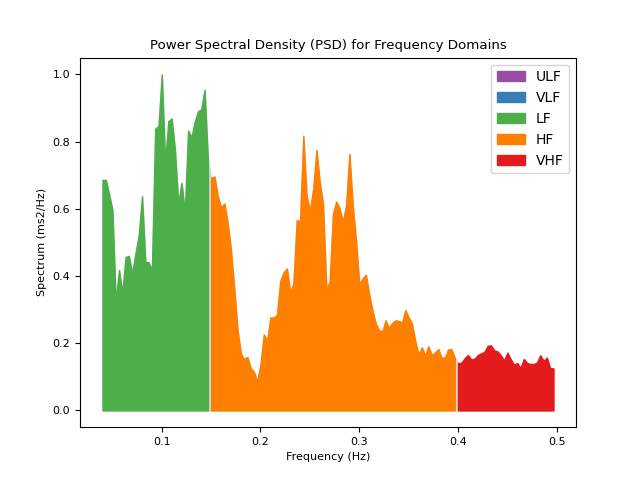 Power Spectral Density (PSD) for Frequency Domains
ULF
VLF
LF
HF
VHF
1.0
0.8
0.6
0.4
0.2
0.0
Spectrum (ms2/Hz)
0.1 0.2 0.3 0.4 0.5
Frequency (Hz)